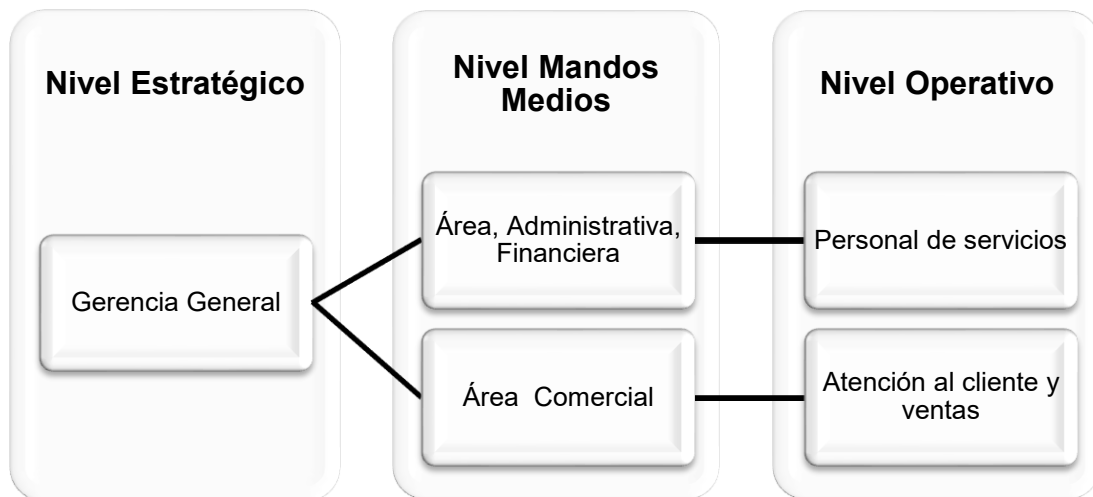 Nivel Estratégico
Gerencia General
Nivel Mandos
Medios
Área, Administrativa,
Financiera
Área  Comercial
Nivel Operativo
Personal de servicios
Atención al cliente y
ventas